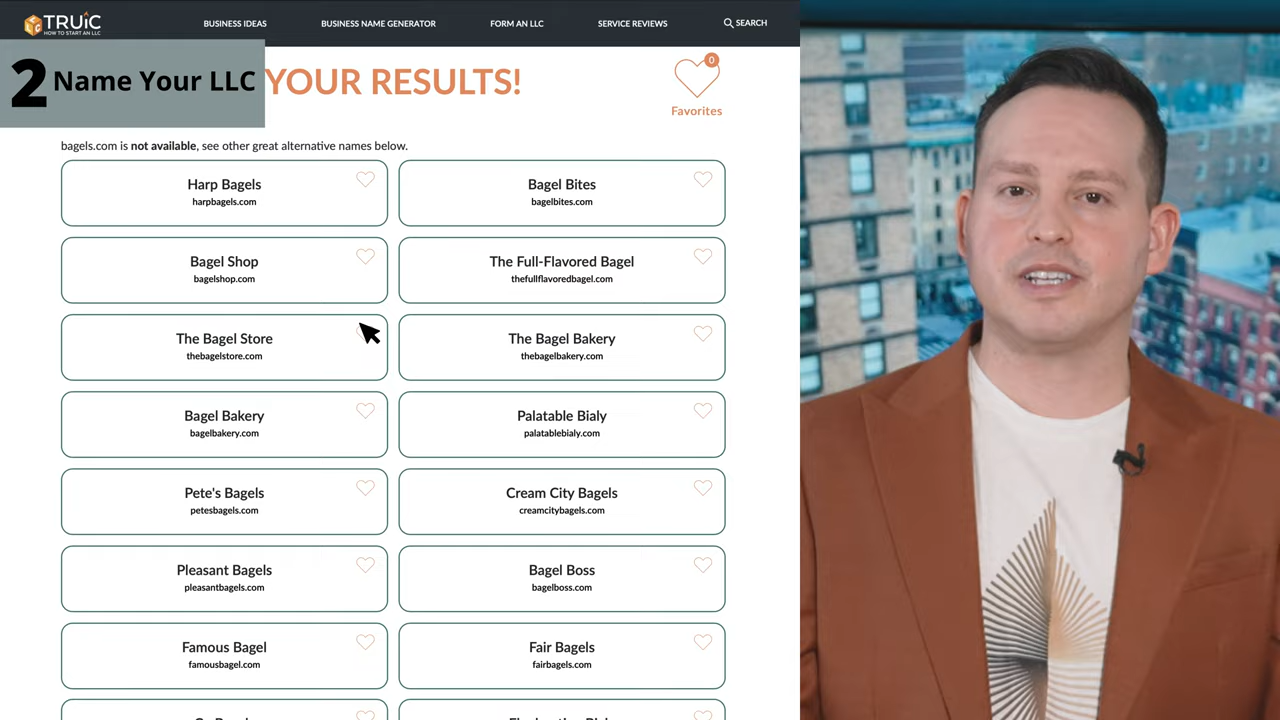 TRUiC
HOW TO START AN LLC
BUSINESS IDEAS
BUSINESS NAME GENERATOR
FORM AN LLC
SERVICE REVIEWS
SEARCH
2 Name Your LLC
YOUR RESULTS!
0
Favorites
bagels.com is not available, see other great alternative names below.
Harp Bagels
harpbagels.com
Bagel Bites
bagelbites.com
Bagel Shop
bagelshop.com
The Full-Flavored Bagel
thefullflavoredbagel.com
The Bagel Store
thebagelstore.com
The Bagel Bakery
thebagelbakery.com
Bagel Bakery
bagelbakery.com
Palatable Bialy
palatablebialy.com
Pete's Bagels
petesbagels.com
Cream City Bagels
creamcitybagels.com
Pleasant Bagels
pleasantbagels.com
Bagel Boss
bagelboss.com
Famous Bagel
famousbagel.com
Fair Bagels
fairbagels.com